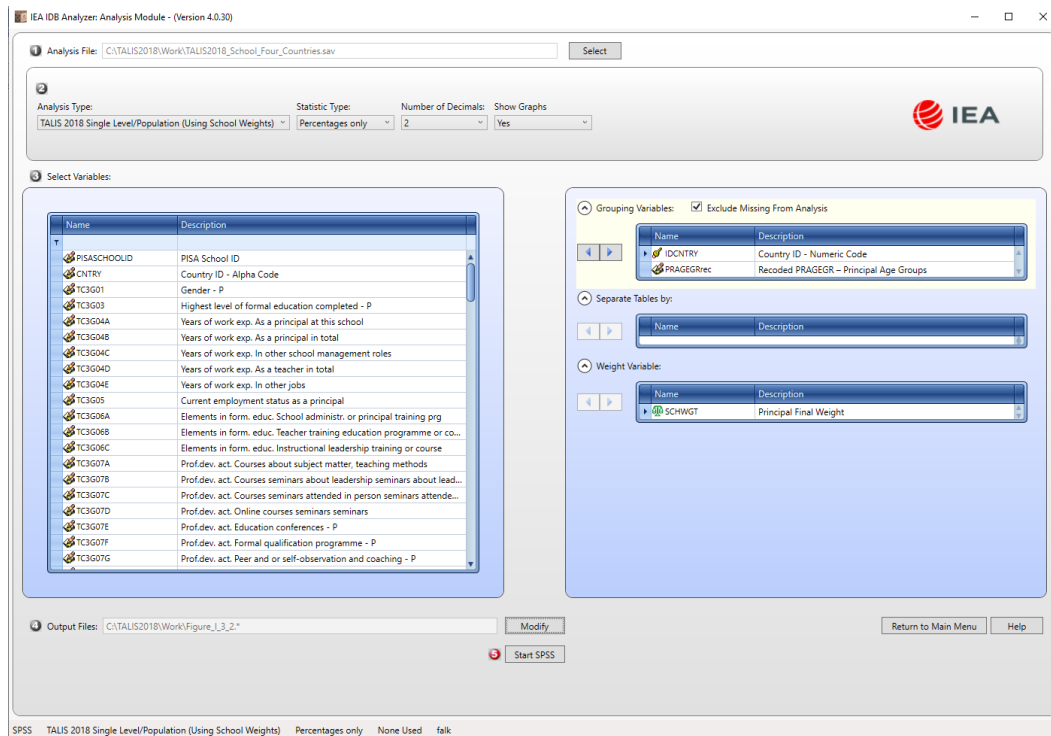 IEA IDB Analyzer: Analysis Module - (Version 4.0.30)
1 Analysis File: C:\TALIS2018\Work\TALIS2018_School_Four_Countries.sav Select
2
Analysis Type: Statistic Type: Number of Decimals: Show Graphs
TALIS 2018 Single Level/Population (Using School Weights) Percentages only 2 Yes
IEA
3 Select Variables:
Name Description
PISASCHOOLID PISA School ID
CNTRY Country ID - Alpha Code
TC3G01 Gender - P
TC3G03 Highest level of formal education completed - P
TC3G04A Years of work exp. As a principal at this school
TC3G04B Years of work exp. As a principal in total
TC3G04C Years of work exp. In other school management roles
TC3G04D Years of work exp. As a teacher in total
TC3G04E Years of work exp. In other jobs
TC3G05 Current employment status as a principal
TC3G06A Elements in form. educ. School administr. or principal training prg
TC3G06B Elements in form. educ. Teacher training education programme or co...
TC3G06C Elements in form. educ. Instructional leadership training or course
TC3G07A Prof.dev. act. Courses about subject matter, teaching methods
TC3G07B Prof.dev. act. Courses seminars about leadership seminars about lead...
TC3G07C Prof.dev. act. Courses seminars attended in person seminars attende...
TC3G07D Prof.dev. act. Online courses seminars seminars
TC3G07E Prof.dev. act. Education conferences - P
TC3G07F Prof.dev. act. Formal qualification programme - P
TC3G07G Prof.dev. act. Peer and or self-observation and coaching - P
Grouping Variables: Exclude Missing From Analysis
Name Description
IDCNTRY Country ID - Numeric Code
PRAGEGRrec Recoded PRAGEGR – Principal Age Groups
Separate Tables by:
Name Description
Weight Variable:
Name Description
SCHWGT Principal Final Weight
4 Output Files: C:\TALIS2018\Work\Figure_I_3_2.* Modify Return to Main Menu Help
5 Start SPSS
SPSS TALIS 2018 Single Level/Population (Using School Weights) Percentages only None Used falk